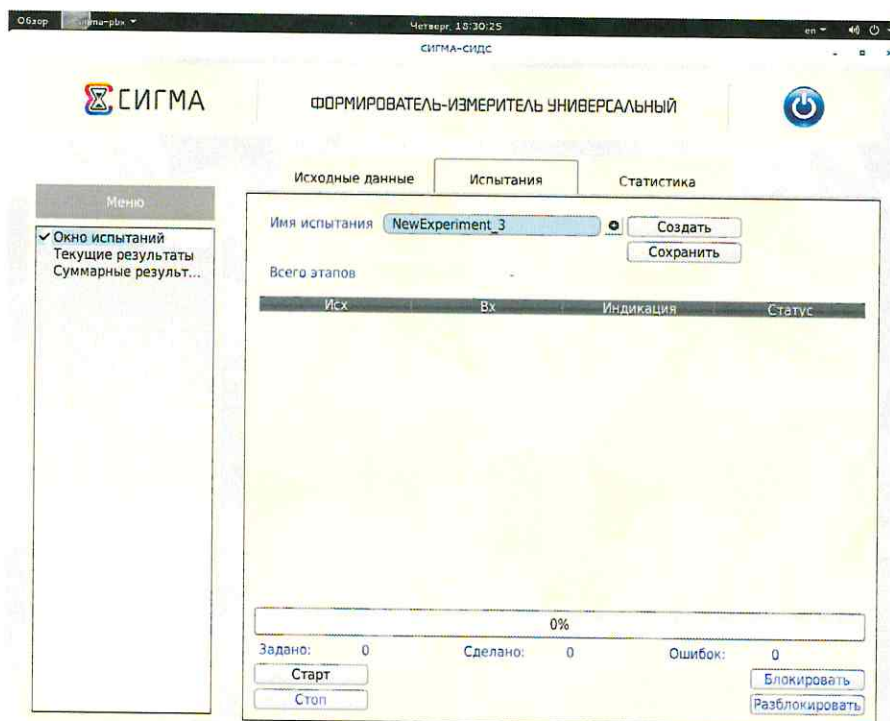 Обзор Четверг, 18:30:25 en
СИГМА-СИДС
СИГМА
ФОРМИРОВАТЕЛЬ-ИЗМЕРИТЕЛЬ УНИВЕРСАЛЬНЫЙ
Исходные данные Испытания Статистика
Меню
Окно испытаний
Текущие результаты
Суммарные результ...
Имя испытания NewExperiment_3 Создать
Сохранить
Всего этапов -
Исх Вх Индикация Статус
0%
Задано: 0 Сделано: 0 Ошибок: 0
Старт Блокировать
Стоп Разблокировать